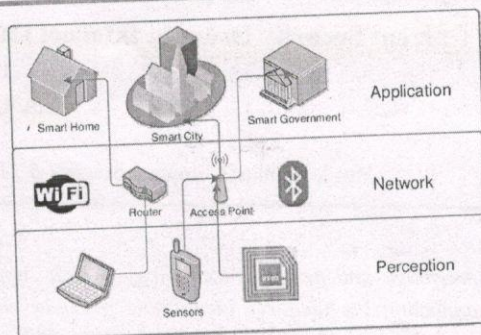 Application
Smart Home
Smart City
Smart Government
WiFi
Network
Router
Access Point
Perception
Sensors